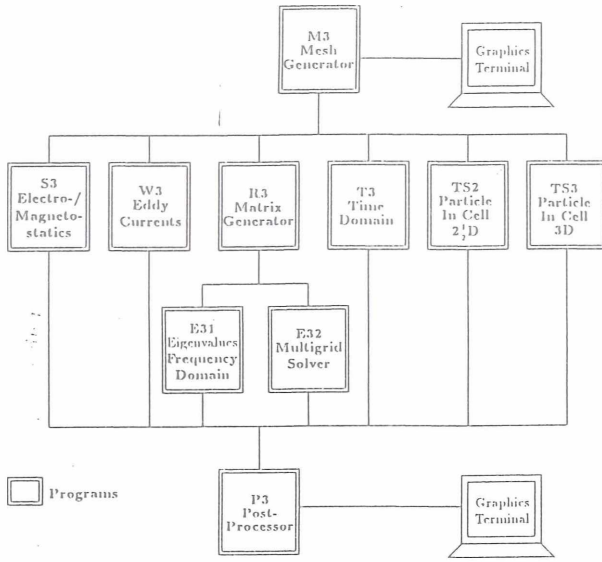 M3
Mesh
Generator
Graphics
Terminal
S3
Electro-/
Magneto-
statics
W3
Eddy
Currents
R3
Matrix
Generator
T3
Time
Domain
TS2
Particle
In Cell
2½D
TS3
Particle
In Cell
3D
E31
Eigenvalues
Frequency
Domain
E32
Multigrid
Solver
Programs
P3
Post-
Processor
Graphics
Terminal